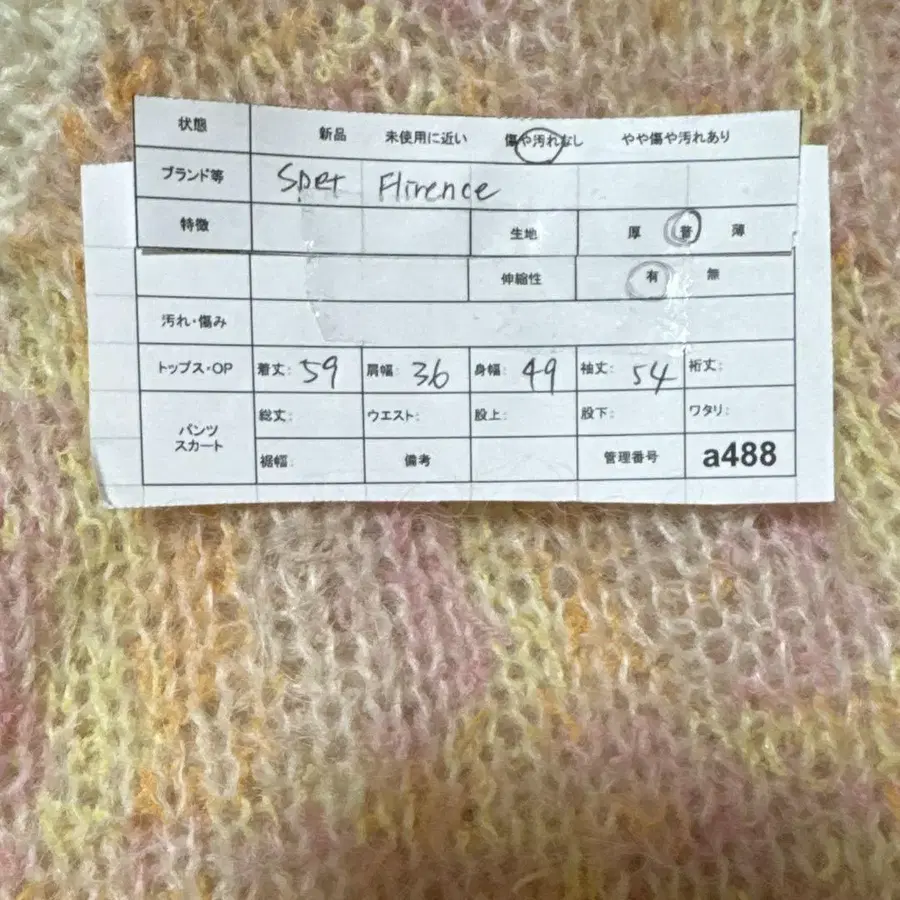 状態 新品 未使用に近い 傷や汚れなし やや傷や汚れあり
ブランド等 Spet Flirence
特徴 生地 厚 普 薄
伸縮性 有 無
汚れ・傷み
トップス・OP 着丈: 59 肩幅: 36 身幅: 49 袖丈: 54 裄丈:
パンツ スカート 総丈: ウエスト: 股上: 股下: ワタリ:
裾幅: 備考 管理番号 a488